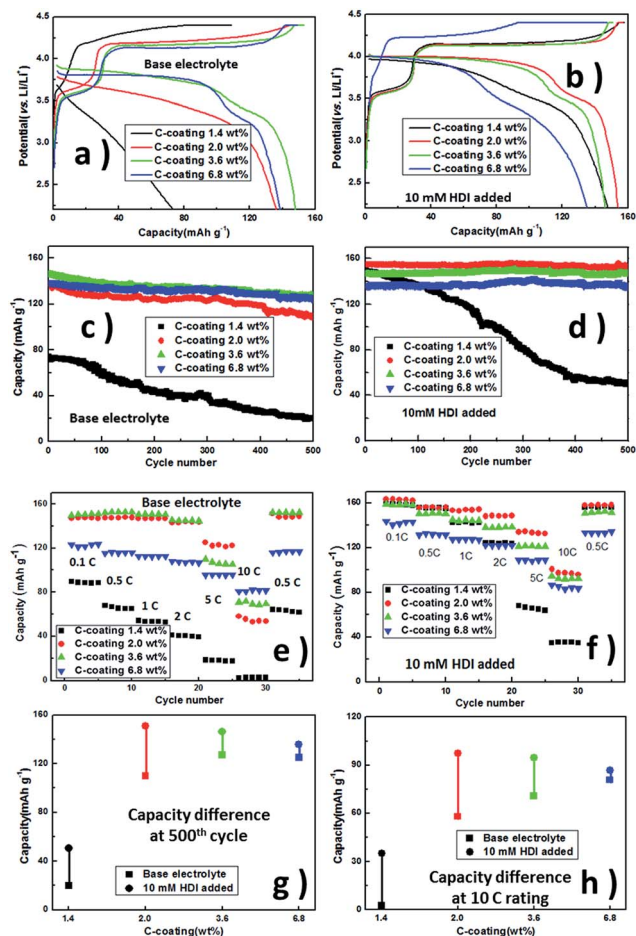 Potential( vs. Li/Li+)
4.5
4.0
3.5
3.0
2.5
Base electrolyte
C-coating 1.4 wt%
C-coating 2.0 wt%
C-coating 3.6 wt%
C-coating 6.8 wt%
a )
0 40 80 120 160
Capacity(mAh g-1)
Potential( vs. Li/Li+)
4.5
4.0
3.5
3.0
2.5
b )
C-coating 1.4 wt%
C-coating 2.0 wt%
C-coating 3.6 wt%
C-coating 6.8 wt%
10 mM HDI added
0 40 80 120 160
Capacity(mAh g-1)
Capacity (mAh g-1)
160
120
80
40
0
c )
C-coating 1.4 wt%
C-coating 2.0 wt%
C-coating 3.6 wt%
C-coating 6.8 wt%
Base electrolyte
0 100 200 300 400 500
Cycle number
Capacity (mAh g-1)
160
120
80
40
0
d )
C-coating 1.4 wt%
C-coating 2.0 wt%
C-coating 3.6 wt%
C-coating 6.8 wt%
10mM HDI added
0 100 200 300 400 500
Cycle number
Capacity (mAh g-1)
160
120
80
40
0
Base electrolyte
0.1 C
0.5 C
1 C
2 C
5 C
10 C
0.5 C
C-coating 1.4 wt%
C-coating 2.0 wt%
C-coating 3.6 wt%
C-coating 6.8 wt%
e )
0 10 20 30 40
Cycle number
Capacity (mAh g-1)
160
120
80
40
0
0.1C
0.5C
1C
2C
5C
10C
0.5C
C-coating 1.4 wt%
C-coating 2.0 wt%
C-coating 3.6 wt%
C-coating 6.8 wt%
10 mM HDI added
f )
0 10 20 30 40
Cycle number
Capacity(mAh g-1)
160
120
80
40
0
Capacity difference
at 500th cycle
Base electrolyte
10 mM HDI added
g )
1.4 2.0 3.6 6.8
C-coating(wt%)
Capacity(mAh g-1)
120
90
60
30
0
Base electrolyte
10 mM HDI added
Capacity difference
at 10 C rating
h )
1.4 2.0 3.6 6.8
C-coating(wt%)